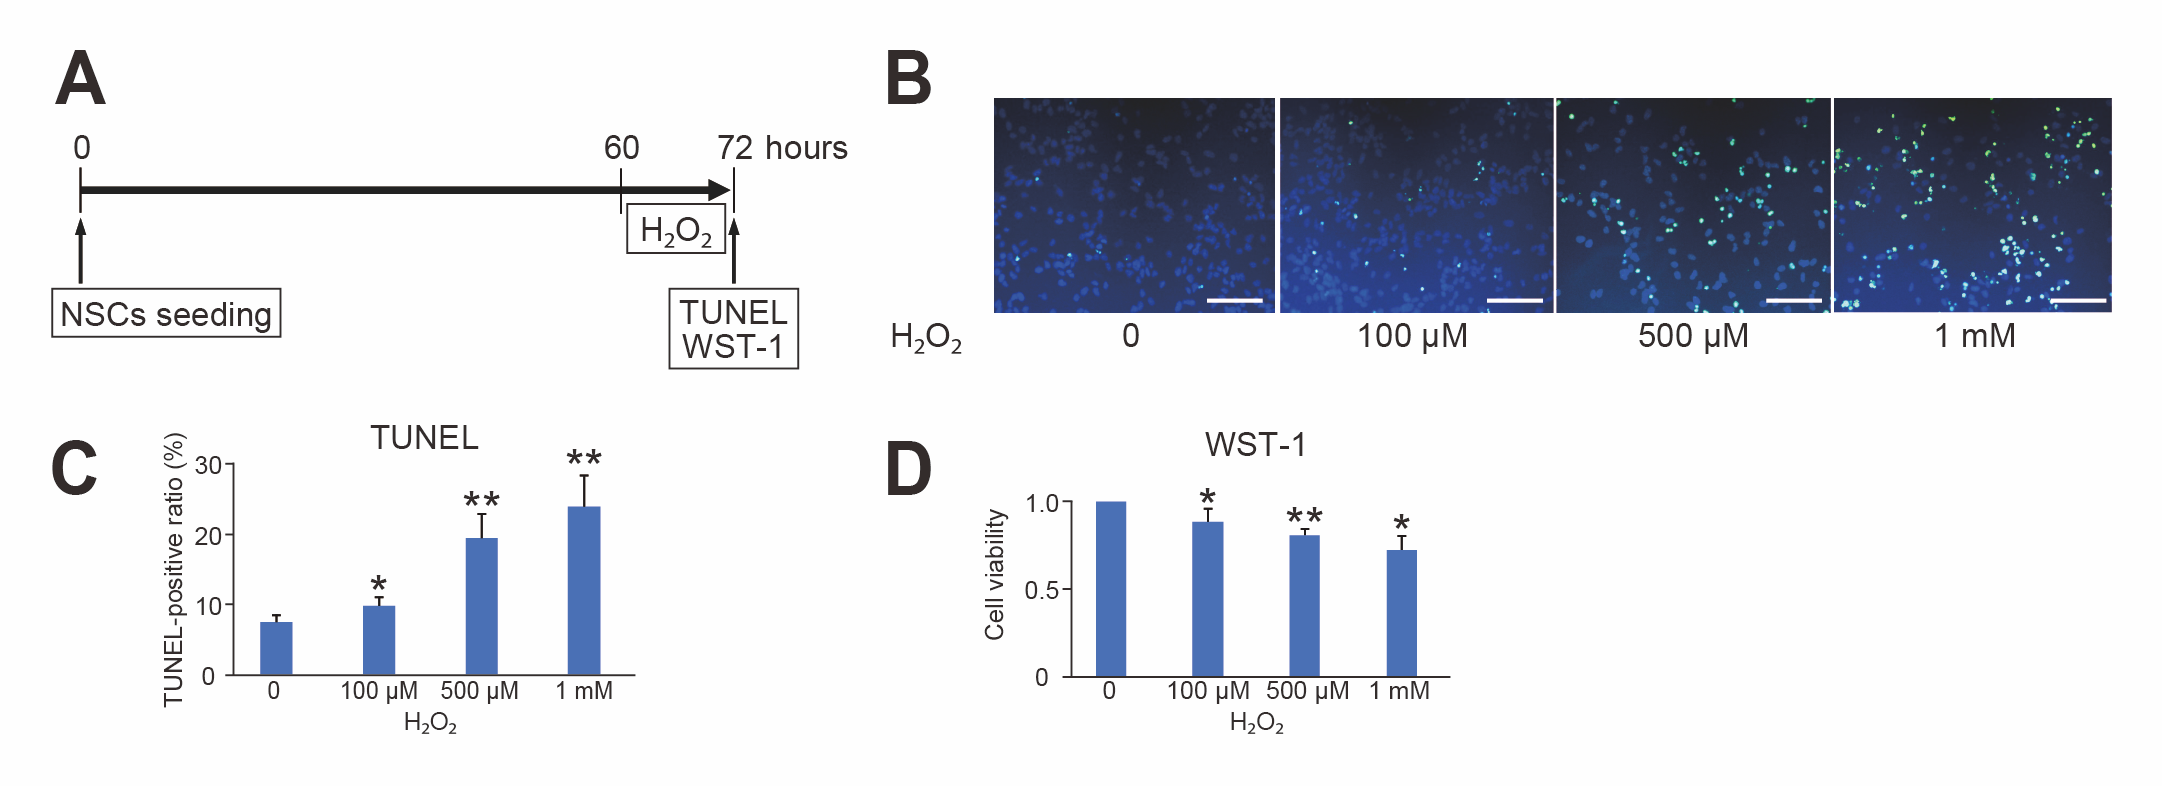 A
0 60 72 hours
H₂O₂
NSCs seeding
TUNEL
WST-1
B
H₂O₂ 0 100 µM 500 µM 1 mM
C
TUNEL
TUNEL-positive ratio (%)
30
20
10
0
*
**
**
0 100 µM 500 µM 1 mM
H₂O₂
D
WST-1
Cell viability
1.0
0.5
0
*
**
*
0 100 µM 500 µM 1 mM
H₂O₂